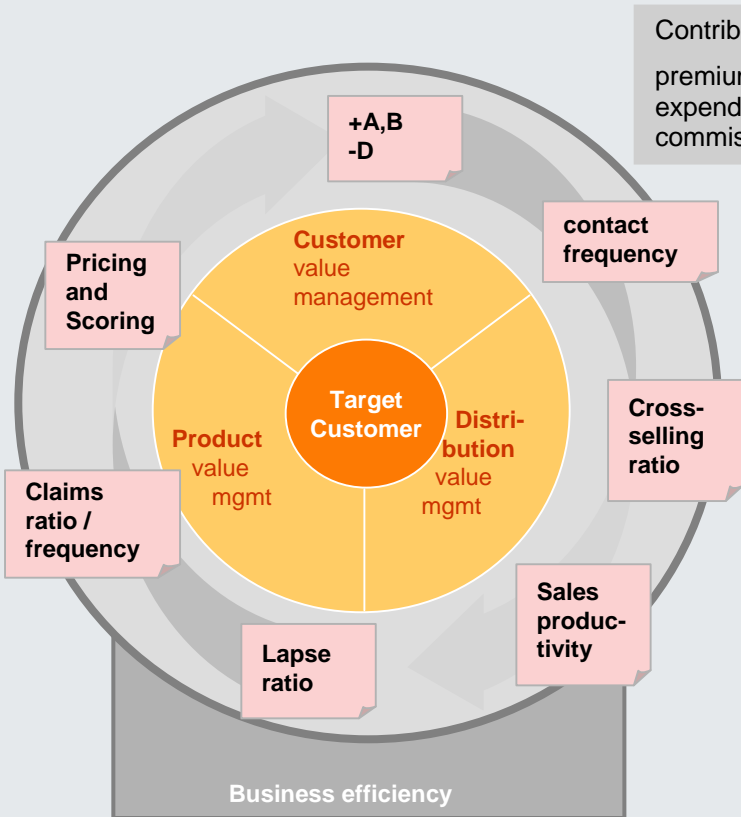 Contrib
premium
expend
commis
+A,B
-D
contact
frequency
Pricing
and
Scoring
Customer
value
management
Target
Customer
Distri-
bution
value
mgmt
Product
value
mgmt
Cross-
selling
ratio
Claims
ratio /
frequency
Sales
produc-
tivity
Lapse
ratio
Business efficiency